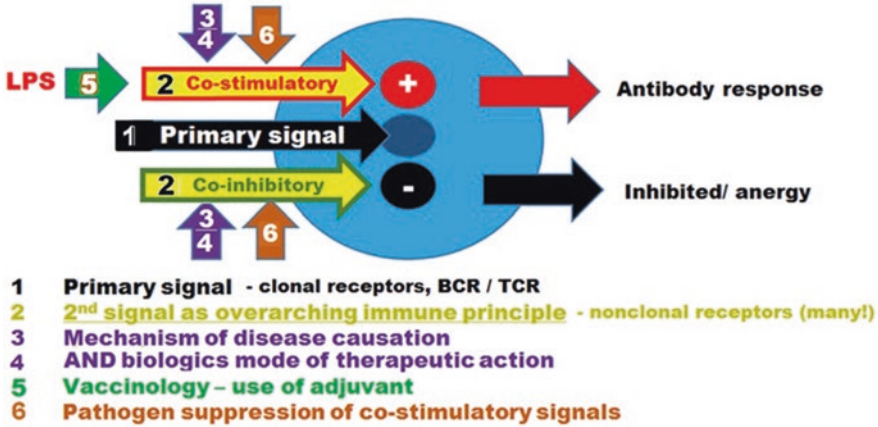 3
4
6
LPS 5 2 Co-stimulatory + Antibody response
1 Primary signal
2 Co-inhibitory - Inhibited/ anergy
3
4
6
1 Primary signal - clonal receptors, BCR / TCR
2 2nd signal as overarching immune principle - nonclonal receptors (many!)
3 Mechanism of disease causation
4 AND biologics mode of therapeutic action
5 Vaccinology – use of adjuvant
6 Pathogen suppression of co-stimulatory signals